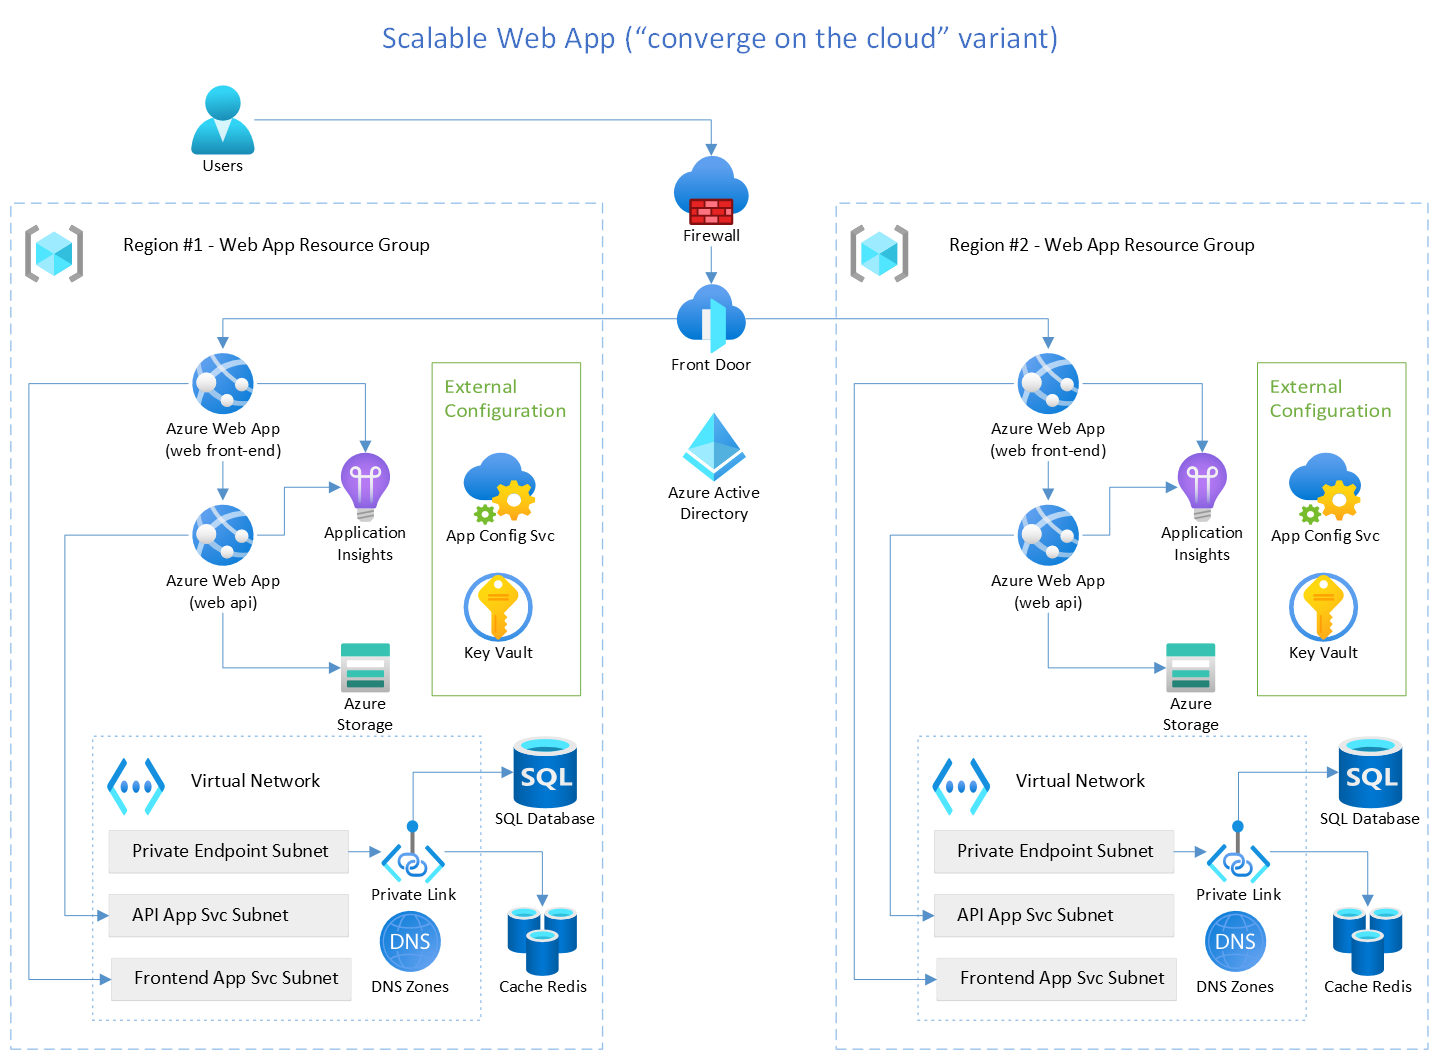 Scalable Web App (“converge on the cloud” variant)
Users
Firewall
Front Door
Azure Active
Directory
Region #1 - Web App Resource Group
Azure Web App
(web front-end)
Application
Insights
Azure Web App
(web api)
Azure
Storage
External
Configuration
App Config Svc
Key Vault
Virtual Network
SQL
SQL Database
Private Endpoint Subnet
Private Link
API App Svc Subnet
DNS
DNS Zones
Frontend App Svc Subnet
Cache Redis
Region #2 - Web App Resource Group
Azure Web App
(web front-end)
Application
Insights
Azure Web App
(web api)
Azure
Storage
External
Configuration
App Config Svc
Key Vault
Virtual Network
SQL
SQL Database
Private Endpoint Subnet
Private Link
API App Svc Subnet
DNS
DNS Zones
Frontend App Svc Subnet
Cache Redis